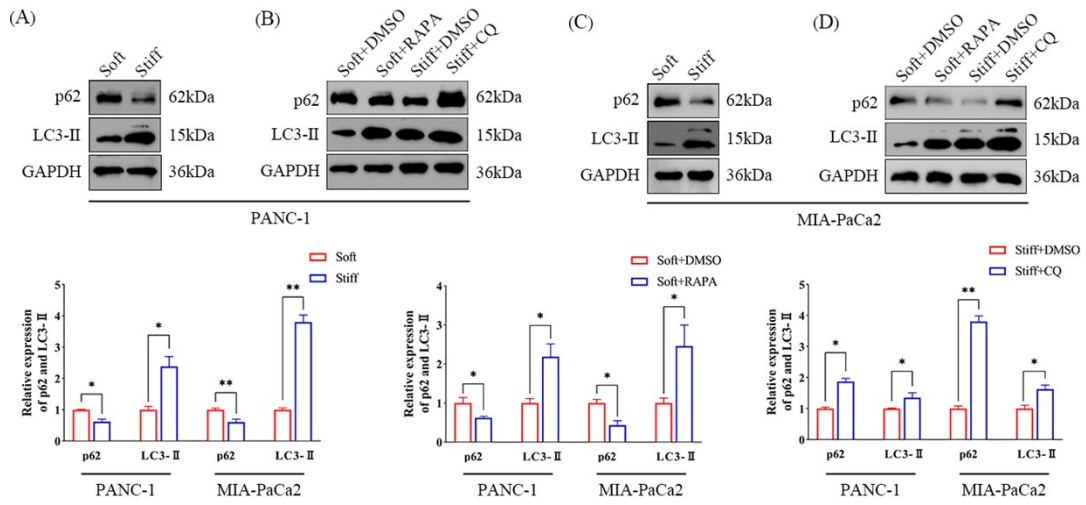 (A)
Soft
Stiff
p62
62kDa
LC3-II
15kDa
GAPDH
36kDa
(B)
Soft+DMSO
Soft+RAPA
Stiff+DMSO
Stiff+CQ
p62
62kDa
LC3-II
15kDa
GAPDH
36kDa
PANC-1
(C)
Soft
Stiff
p62
62kDa
LC3-II
15kDa
GAPDH
36kDa
(D)
Soft+DMSO
Soft+RAPA
Stiff+DMSO
Stiff+CQ
p62
62kDa
LC3-II
15kDa
GAPDH
36kDa
MIA-PaCa2
Soft
Stiff
Relative expression
of p62 and LC3-Ⅱ
5
4
3
2
1
0
*
*
**
**
p62
LC3-Ⅱ
p62
LC3-Ⅱ
PANC-1
MIA-PaCa2
Soft+DMSO
Soft+RAPA
Relative expression
of p62 and LC3-Ⅱ
4
3
2
1
0
*
*
*
*
p62
LC3-Ⅱ
p62
LC3-Ⅱ
PANC-1
MIA-PaCa2
Stiff+DMSO
Stiff+CQ
Relative expression
of p62 and LC3-Ⅱ
5
4
3
2
1
0
*
*
**
*
p62
LC3-Ⅱ
p62
LC3-Ⅱ
PANC-1
MIA-PaCa2